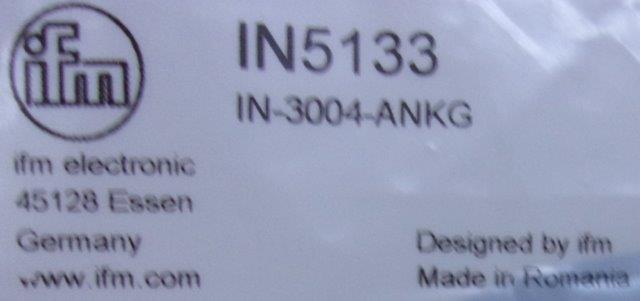 ifm
IN5133
IN-3004-ANKG
ifm electronic
45128 Essen
Germany
www.ifm.com
Designed by ifm
Made in Romania